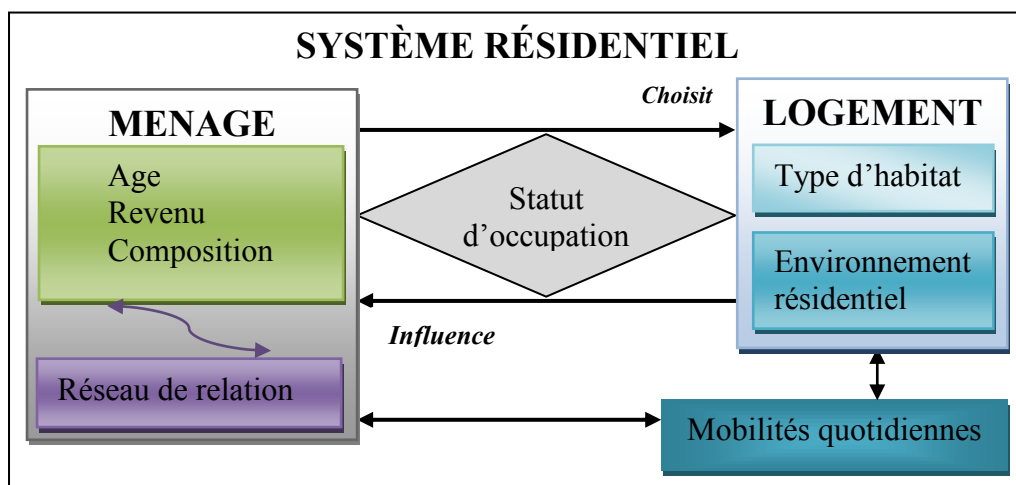 SYSTÈME RÉSIDENTIEL
MENAGE
Age
Revenu
Composition
Réseau de relation
Choisit
Statut
d’occupation
Influence
LOGEMENT
Type d’habitat
Environnement
résidentiel
Mobilités quotidiennes